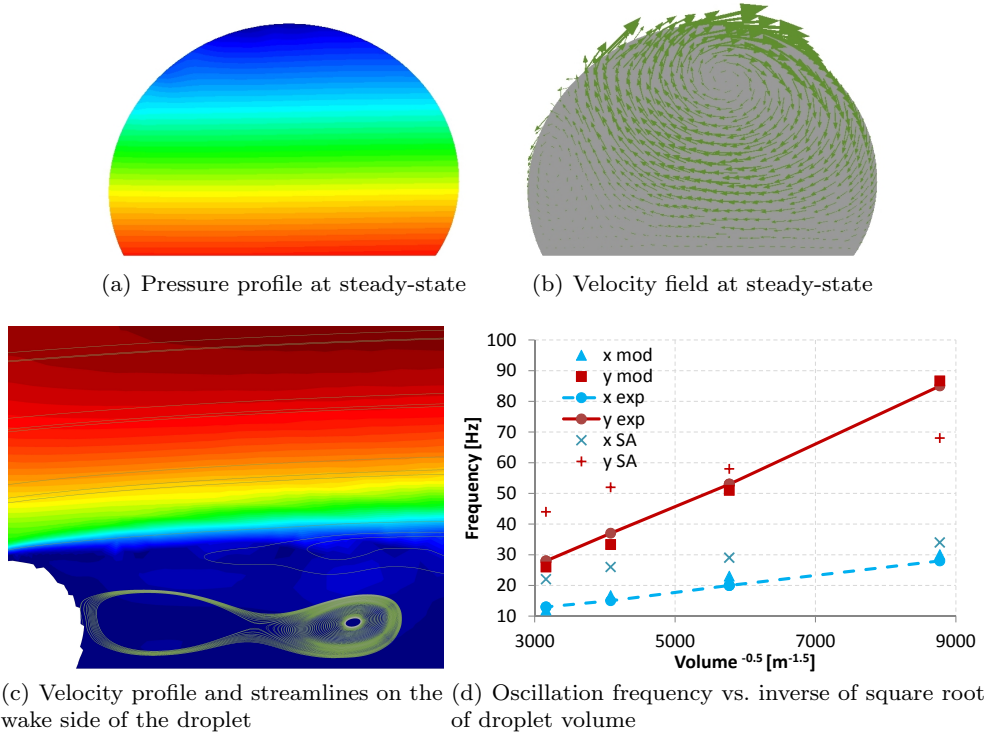 (a) Pressure profile at steady-state
(b) Velocity field at steady-state
100
90
80
70
60
50
40
30
20
10
Frequency [Hz]
x mod
y mod
x exp
y exp
x SA
y SA
3000
5000
7000
9000
Volume -0.5 [m-1.5]
(c) Velocity profile and streamlines on the
wake side of the droplet
(d) Oscillation frequency vs. inverse of square root
of droplet volume